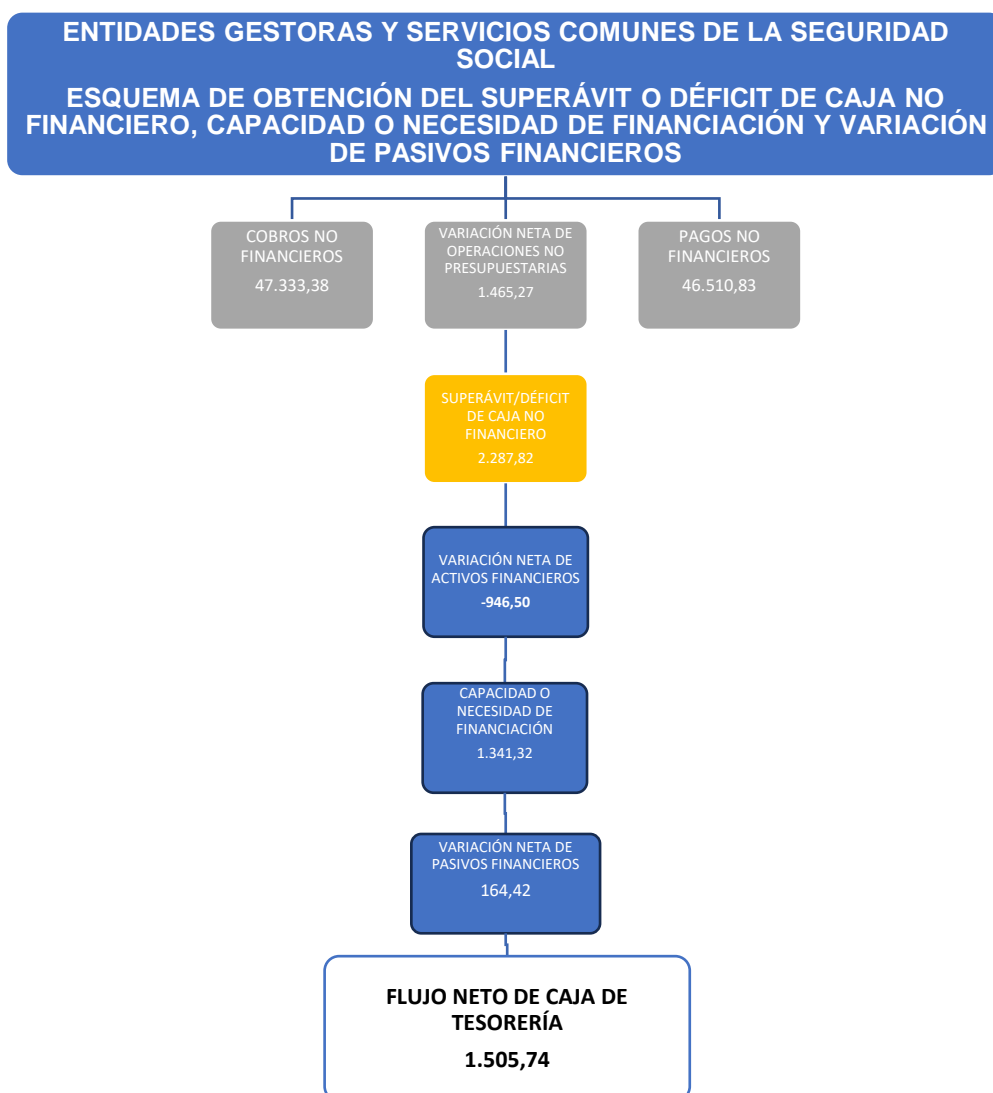 ENTIDADES GESTORAS Y SERVICIOS COMUNES DE LA SEGURIDAD
SOCIAL
ESQUEMA DE OBTENCIÓN DEL SUPERÁVIT O DÉFICIT DE CAJA NO
FINANCIERO, CAPACIDAD O NECESIDAD DE FINANCIACIÓN Y VARIACIÓN
DE PASIVOS FINANCIEROS
COBROS NO
FINANCIEROS
47.333,38
VARIACIÓN NETA DE
OPERACIONES NO
PRESUPUESTARIAS
1.465,27
PAGOS NO
FINANCIEROS
46.510,83
SUPERÁVIT/DÉFICIT
DE CAJA NO
FINANCIERO
2.287,82
VARIACIÓN NETA DE
ACTIVOS FINANCIEROS
-946,50
CAPACIDAD O
NECESIDAD DE
FINANCIACIÓN
1.341,32
VARIACIÓN NETA DE
PASIVOS FINANCIEROS
164,42
FLUJO NETO DE CAJA DE
TESORERÍA
1.505,74